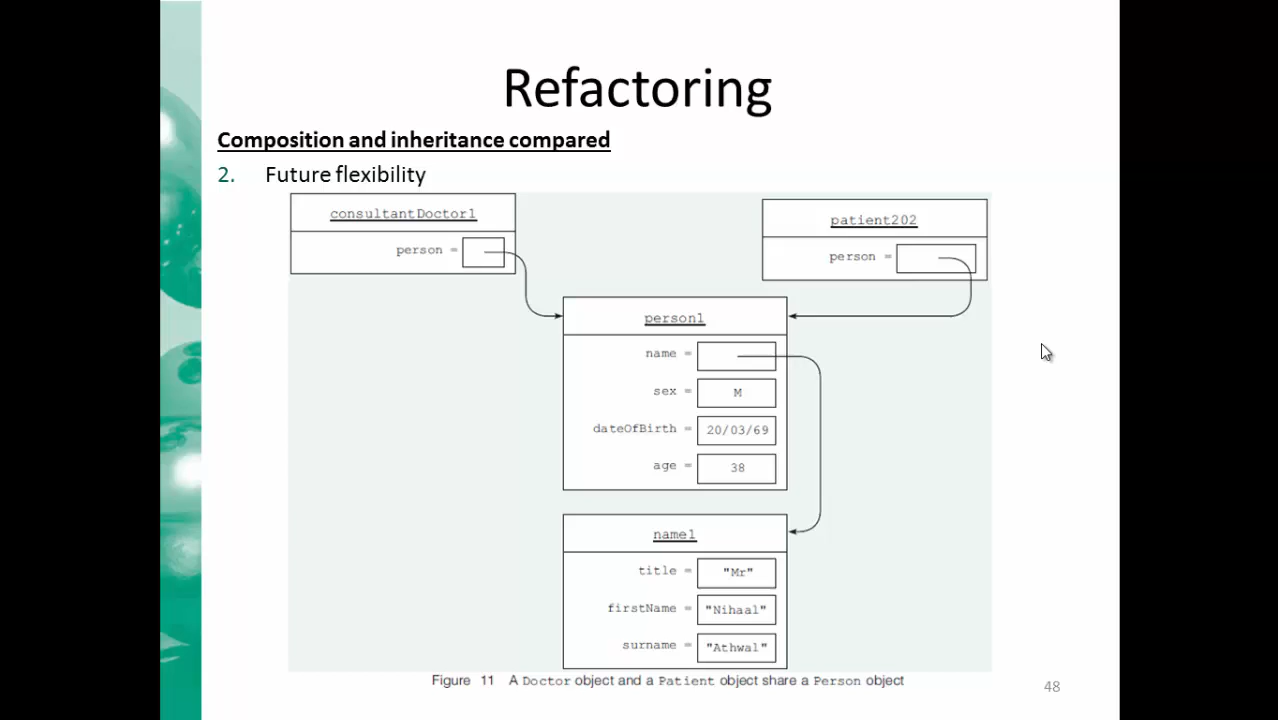 Refactoring
Composition and inheritance compared
2. Future flexibility
consultantDoctor1
person =
patient202
person =
person1
name =
sex = M
dateOfBirth = 20/03/69
age = 38
name1
title = "Mr"
firstName = "Nihaal"
surname = "Athwal"
Figure 11 A Doctor object and a Patient object share a Person object
48